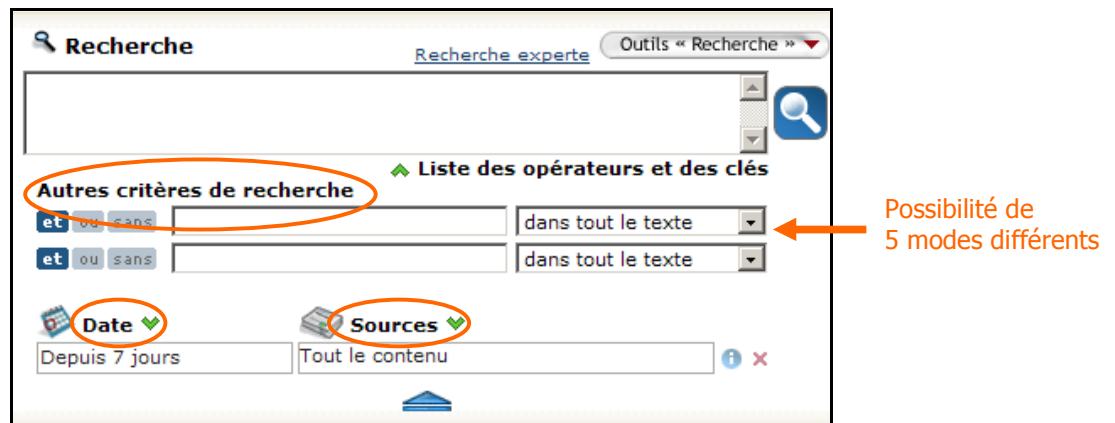 Recherche
Recherche experte
Outils « Recherche »
Liste des opérateurs et des clés
Autres critères de recherche
et ou sans dans tout le texte
et ou sans dans tout le texte
Possibilité de
5 modes différents
Date Sources
Depuis 7 jours Tout le contenu